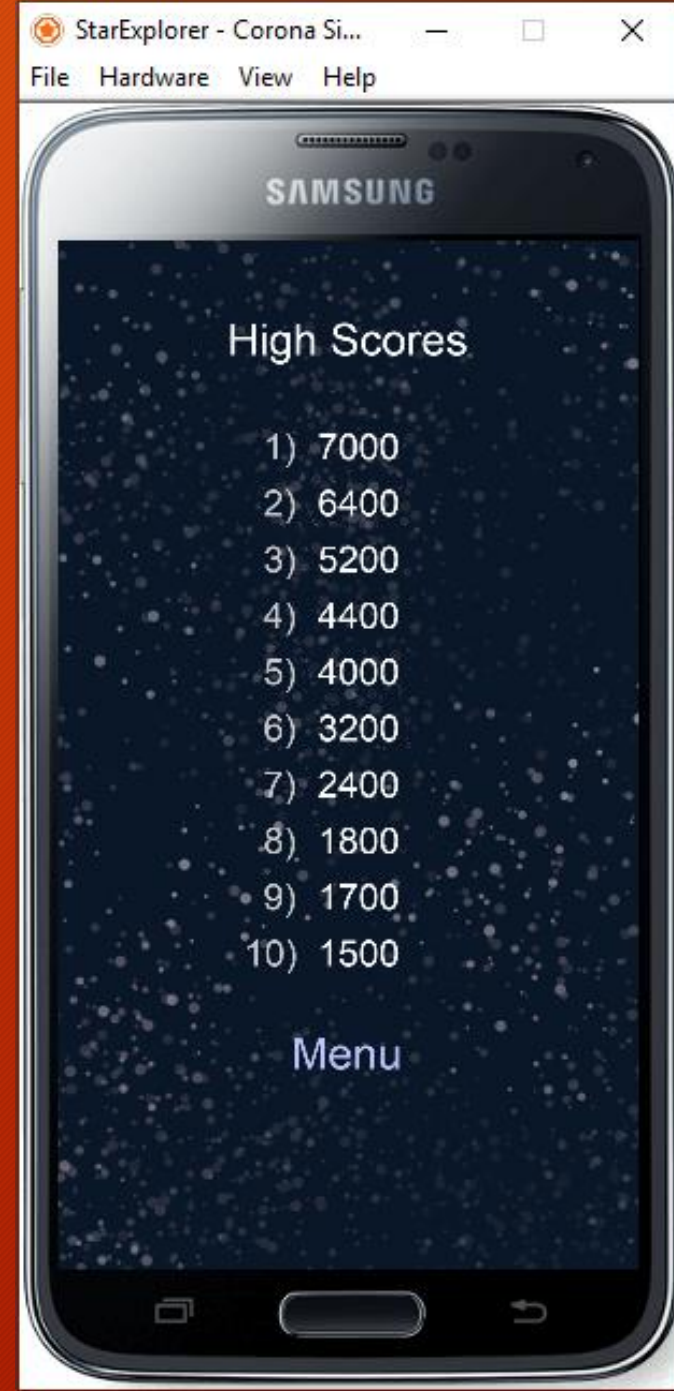 StarExplorer - Corona Si...
File Hardware View Help
SAMSUNG
High Scores
1) 7000
2) 6400
3) 5200
4) 4400
5) 4000
6) 3200
7) 2400
8) 1800
9) 1700
10) 1500
Menu